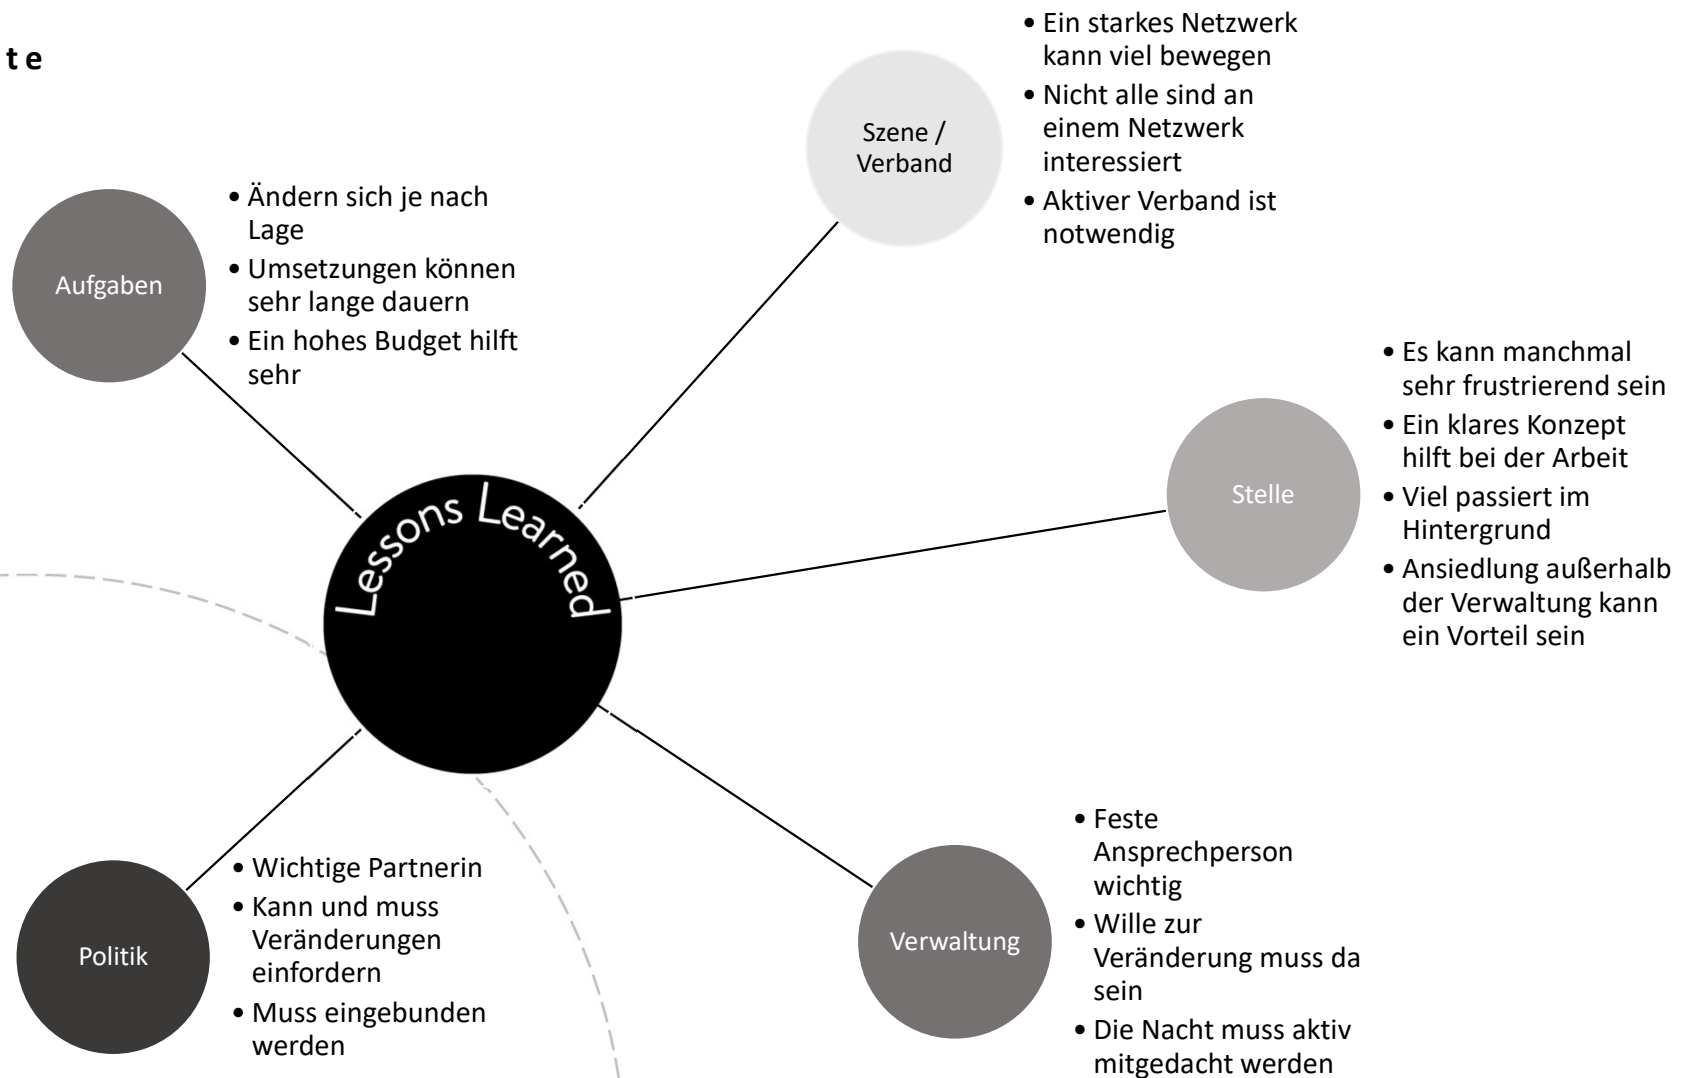 te
Aufgaben
• Ändern sich je nach
Lage
• Umsetzungen können
sehr lange dauern
• Ein hohes Budget hilft
sehr
Szene /
Verband
• Ein starkes Netzwerk
kann viel bewegen
• Nicht alle sind an
einem Netzwerk
interessiert
• Aktiver Verband ist
notwendig
Stelle
• Es kann manchmal
sehr frustrierend sein
• Ein klares Konzept
hilft bei der Arbeit
• Viel passiert im
Hintergrund
• Ansiedlung außerhalb
der Verwaltung kann
ein Vorteil sein
Lessons Learned
Politik
• Wichtige Partnerin
• Kann und muss
Veränderungen
einfordern
• Muss eingebunden
werden
Verwaltung
• Feste
Ansprechperson
wichtig
• Wille zur
Veränderung muss da
sein
• Die Nacht muss aktiv
mitgedacht werden